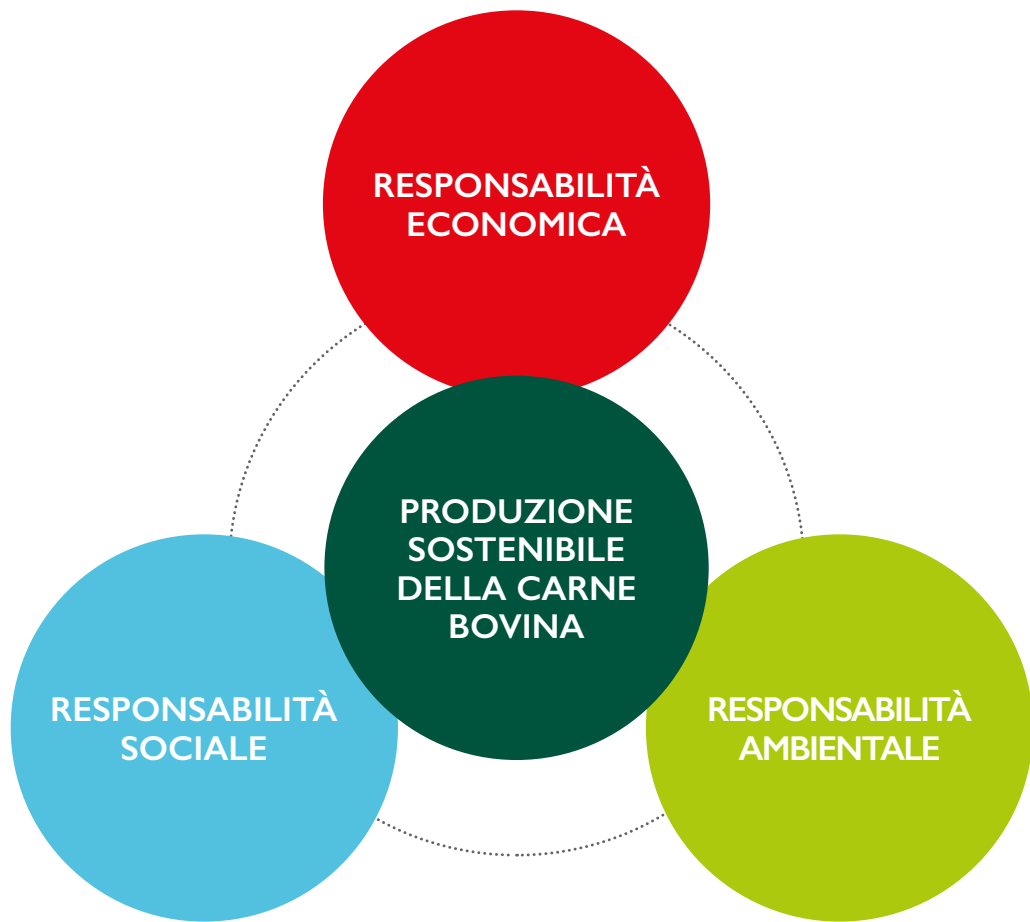 RESPONSABILITÀ
ECONOMICA
PRODUZIONE
SOSTENIBILE
DELLA CARNE
BOVINA
RESPONSABILITÀ
SOCIALE
RESPONSABILITÀ
AMBIENTALE